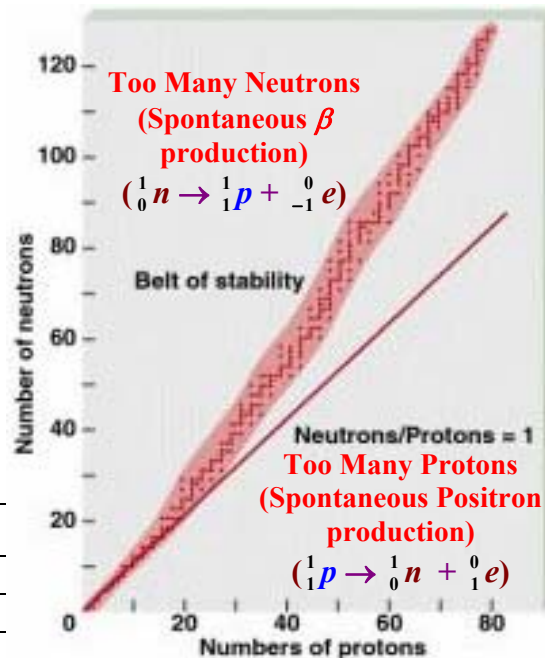 120
Too Many Neutrons
(Spontaneous β
production)
100
(¹₀n → ¹₁p + ⁰₋₁e)
80
Belt of stability
Number of neutrons
60
40
Neutrons/Protons = 1
Too Many Protons
(Spontaneous Positron
production)
20
(¹₁p → ¹₀n + ⁰₁e)
0 20 40 60 80
Numbers of protons